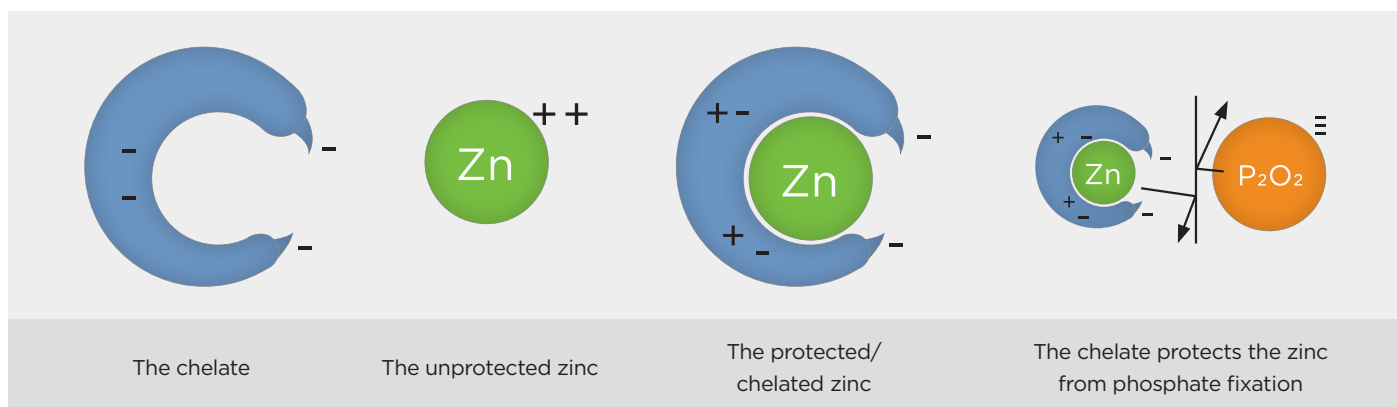 -
-
-
-
Zn
++
+-
+
-
-
-
Zn
+
-
+
-
-
-
Zn
P₂O₂
≡
The chelate
The unprotected zinc
The protected/
chelated zinc
The chelate protects the zinc
from phosphate fixation